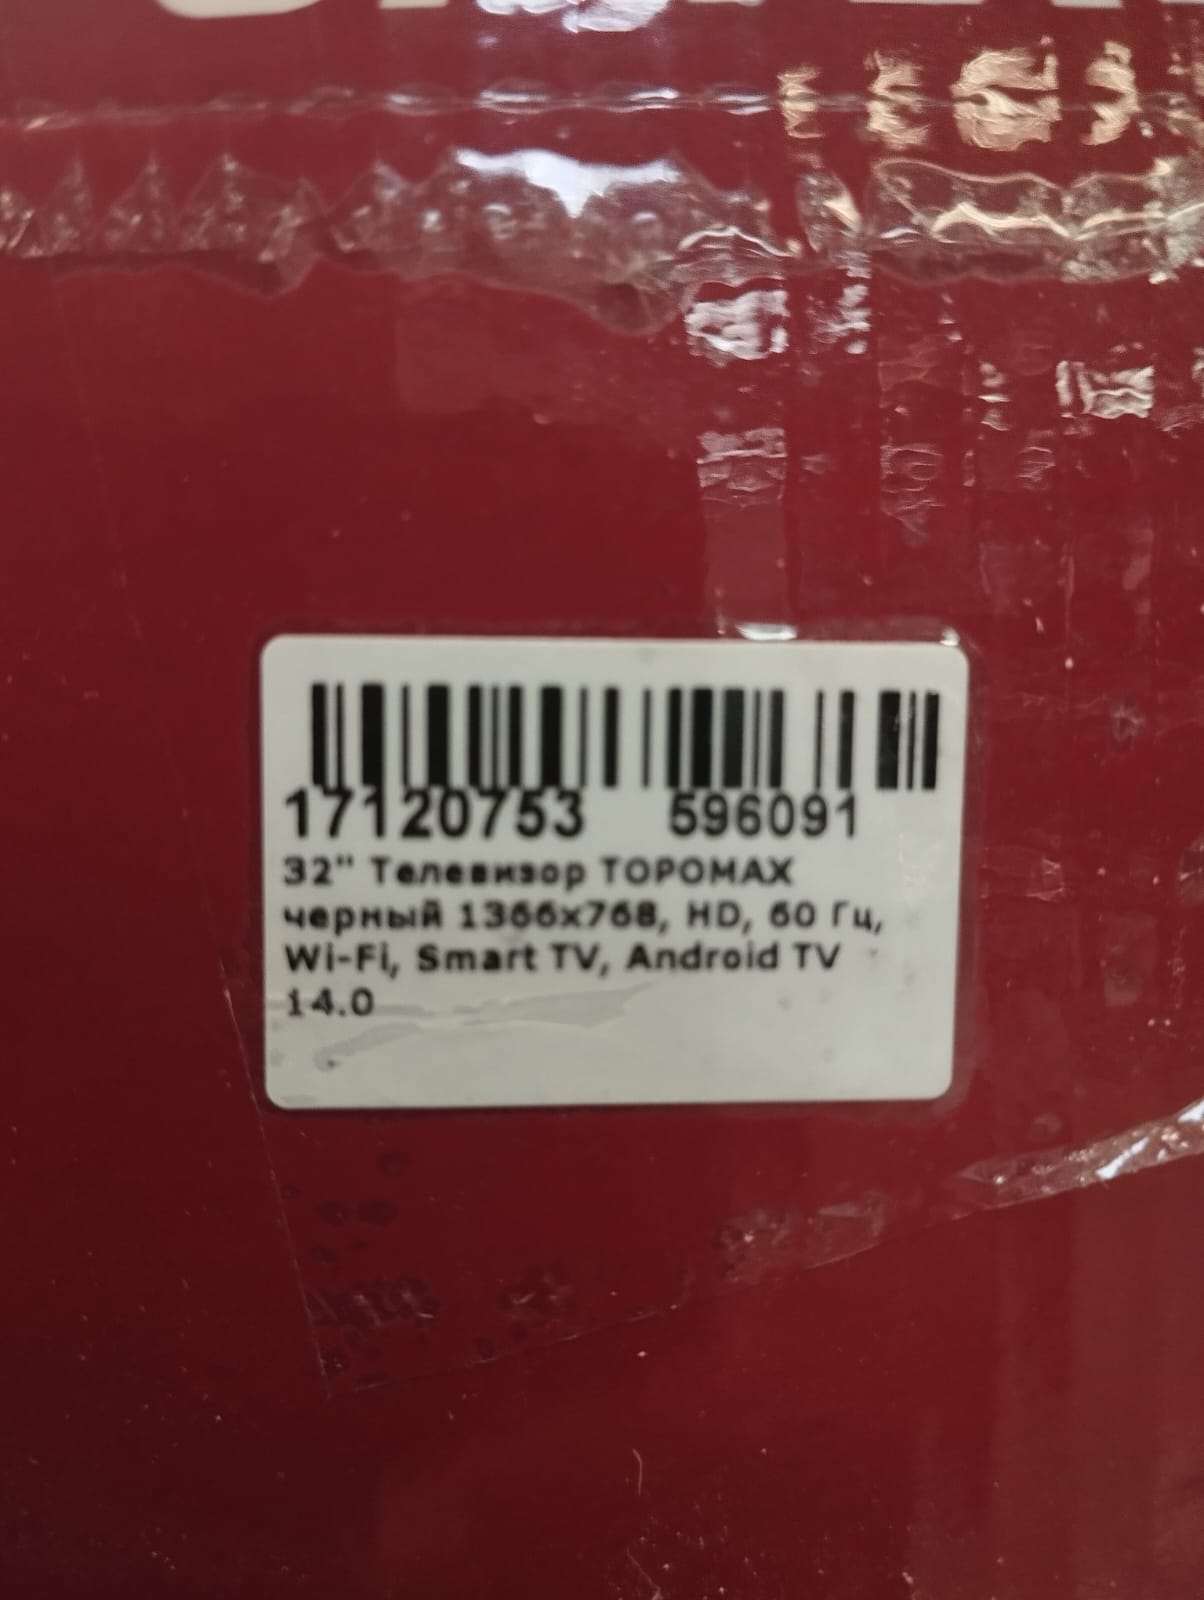 17120753 596091
32" Телевизор TOPOMAX
черный 1366x768, HD, 60 Гц,
Wi-Fi, Smart TV, Android TV
14.0